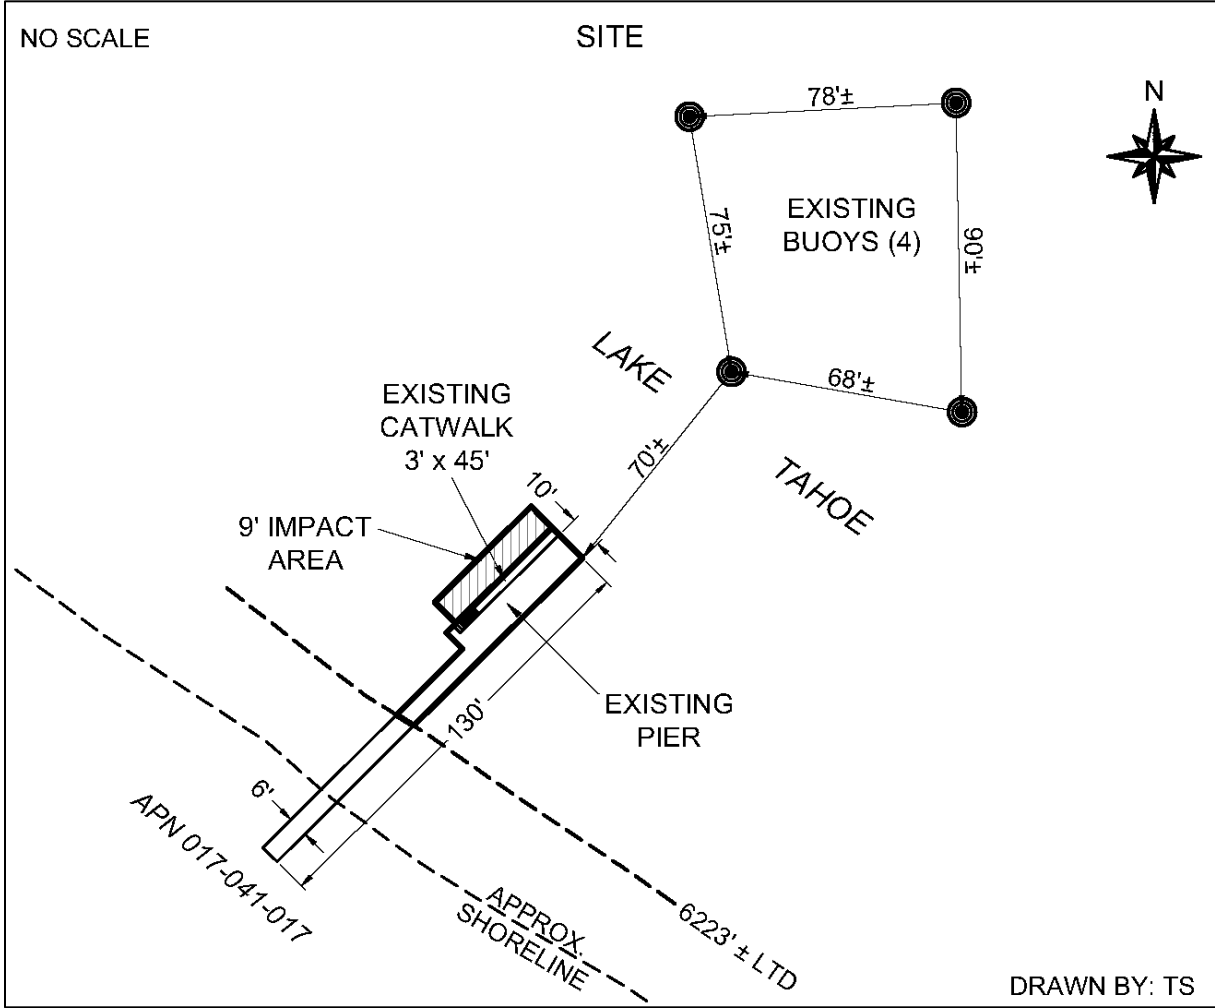 NO SCALE
SITE
N
78'±
75'±
EXISTING
BUOYS (4)
90'±
68'±
LAKE
TAHOE
70'±
EXISTING
CATWALK
3' x 45'
10'
9' IMPACT
AREA
EXISTING
PIER
130'
6'
APN 017-041-017
APPROX.
SHORELINE
6223' ± LTD
DRAWN BY: TS